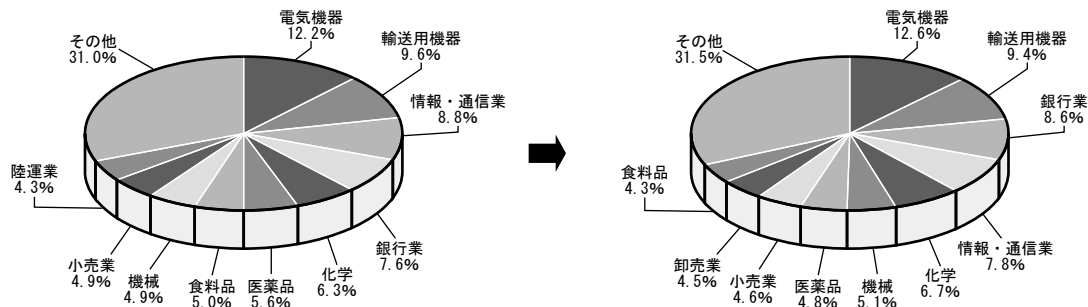 電気機器
12.2%
輸送用機器
9.6%
情報・通信業
8.8%
銀行業
7.6%
化学
6.3%
医薬品
5.6%
食料品
5.0%
機械
4.9%
小売業
4.9%
陸運業
4.3%
その他
31.0%
電気機器
12.6%
輸送用機器
9.4%
銀行業
8.6%
情報・通信業
7.8%
化学
6.7%
機械
5.1%
医薬品
4.8%
小売業
4.6%
卸売業
4.5%
食料品
4.3%
その他
31.5%